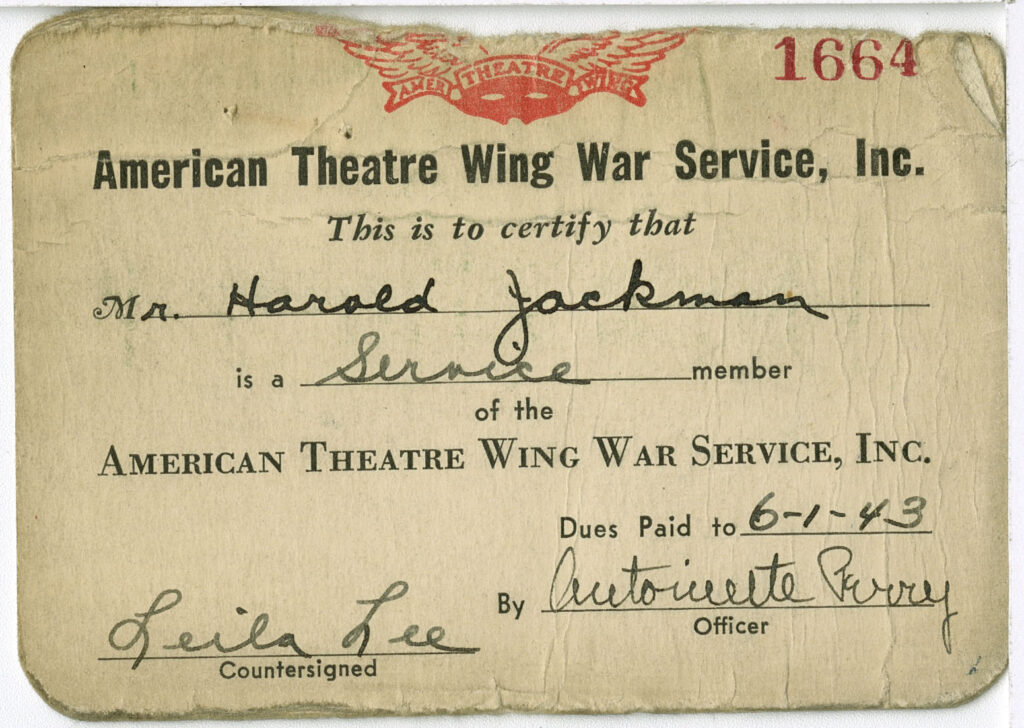 1664
AMER THEATRE WING
American Theatre Wing War Service, Inc.
This is to certify that
Mr. Harold Jackman
is a Service member
of the
AMERICAN THEATRE WING WAR SERVICE, INC.
Dues Paid to 6-1-43
By Antoinette Perry
Officer
Leila Lee
Countersigned